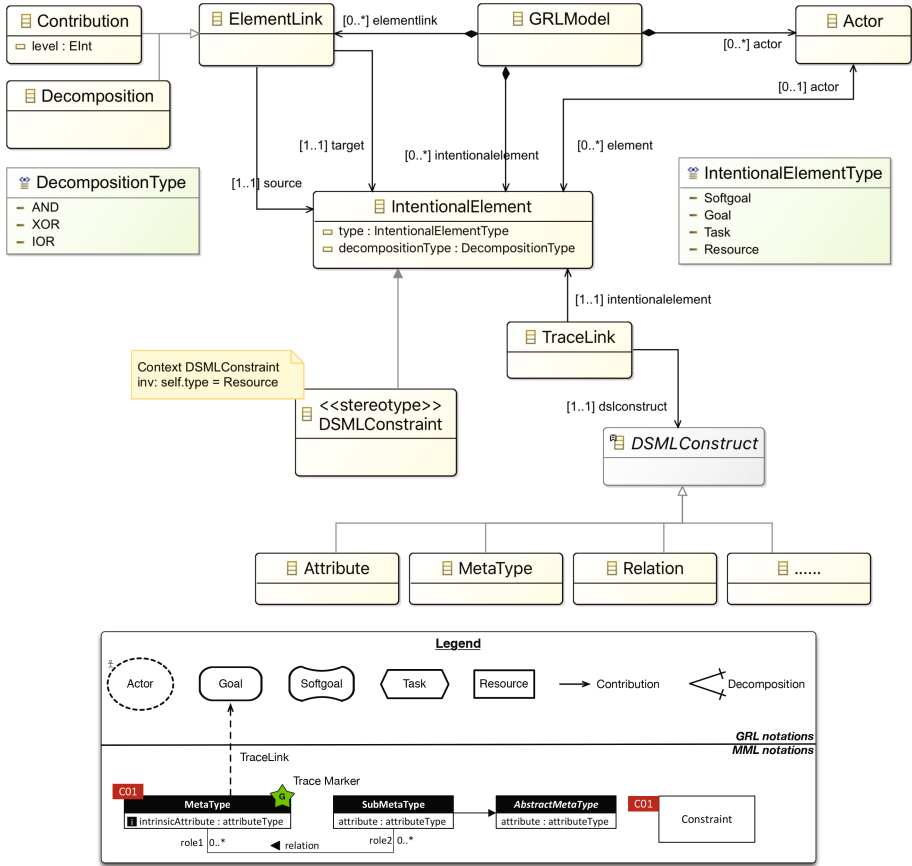 Contribution
level : EInt
ElementLink
[0..*] elementlink
GRLModel
[0..*] actor
Actor
Decomposition
[0..1] actor
[1..1] target
[0..*] intentionalelement
[0..*] element
[1..1] source
DecompositionType
AND
XOR
IOR
IntentionalElementType
Softgoal
Goal
Task
Resource
IntentionalElement
type : IntentionalElementType
decompositionType : DecompositionType
[1..1] intentionalelement
TraceLink
Context DSMLConstraint
inv: self.type = Resource
<<stereotype>>
DSMLConstraint
[1..1] dslconstruct
DSMLConstruct
Attribute
MetaType
Relation
......
Legend
Actor
Goal
Softgoal
Task
Resource
Contribution
Decomposition
GRL notations
MML notations
TraceLink
Trace Marker
C01
G
MetaType
i intrinsicAttribute : attributeType
SubMetaType
attribute : attributeType
AbstractMetaType
attribute : attributeType
C01
Constraint
role1 0..*
relation
role2 0..*